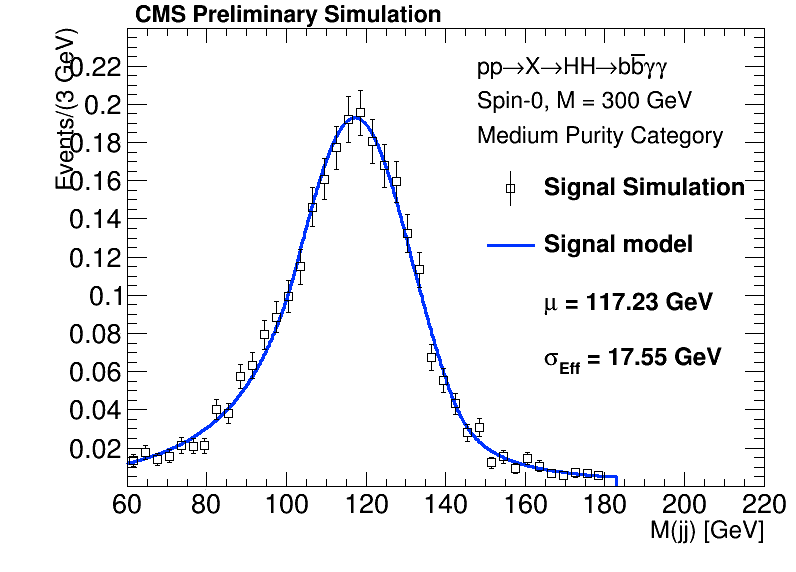 CMS Preliminary Simulation
Events/(3 GeV)
0.22
0.2
0.18
0.16
0.14
0.12
0.1
0.08
0.06
0.04
0.02
pp→X→HH→bb̅γγ
Spin-0, M = 300 GeV
Medium Purity Category
Signal Simulation
Signal model
μ = 117.23 GeV
σEff = 17.55 GeV
60 80 100 120 140 160 180 200 220
M(jj) [GeV]